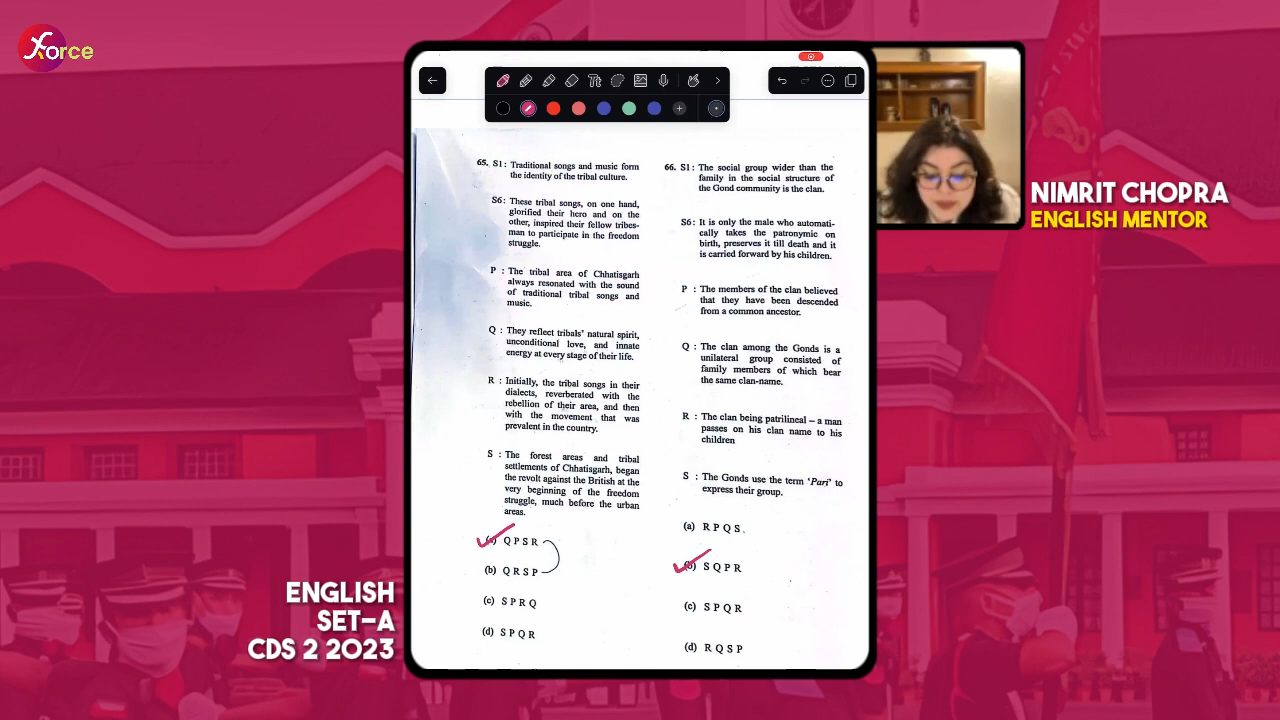 force
65. S1: Traditional songs and music form
the identity of the tribal culture.
S6: These tribal songs, on one hand,
glorified their hero and on the
other, inspired their fellow tribes-
man to participate in the freedom
struggle.
P : The tribal area of Chhatisgarh
always resonated with the sound
of traditional tribal songs and
music.
Q : They reflect tribals' natural spirit,
unconditional love, and innate
energy at every stage of their life.
R : Initially, the tribal songs in their
dialects, reverberated with the
rebellion of their area, and then
with the movement that was
prevalent in the country.
S : The forest areas and tribal
settlements of Chhatisgarh, began
the revolt against the British at the
very beginning of the freedom
struggle, much before the urban
areas.
Q P S R
(b) Q R S P
(c) S P R Q
(d) S P Q R
66. S1: The social group wider than the
family in the social structure of
the Gond community is the clan.
S6: It is only the male who automati-
cally takes the patronymic on
birth, preserves it till death and it
is carried forward by his children.
P : The members of the clan believed
that they have been descended
from a common ancestor.
Q : The clan among the Gonds is a
unilateral group consisted of
family members of which bear
the same clan-name.
R : The clan being patrilineal – a man
passes on his clan name to his
children
S : The Gonds use the term 'Pari' to
express their group.
(a) R P Q S.
(b) S Q P R
(c) S P Q R
(d) R Q S P
NIMRIT CHOPRA
ENGLISH MENTOR
ENGLISH
SET-A
CDS 2 2023